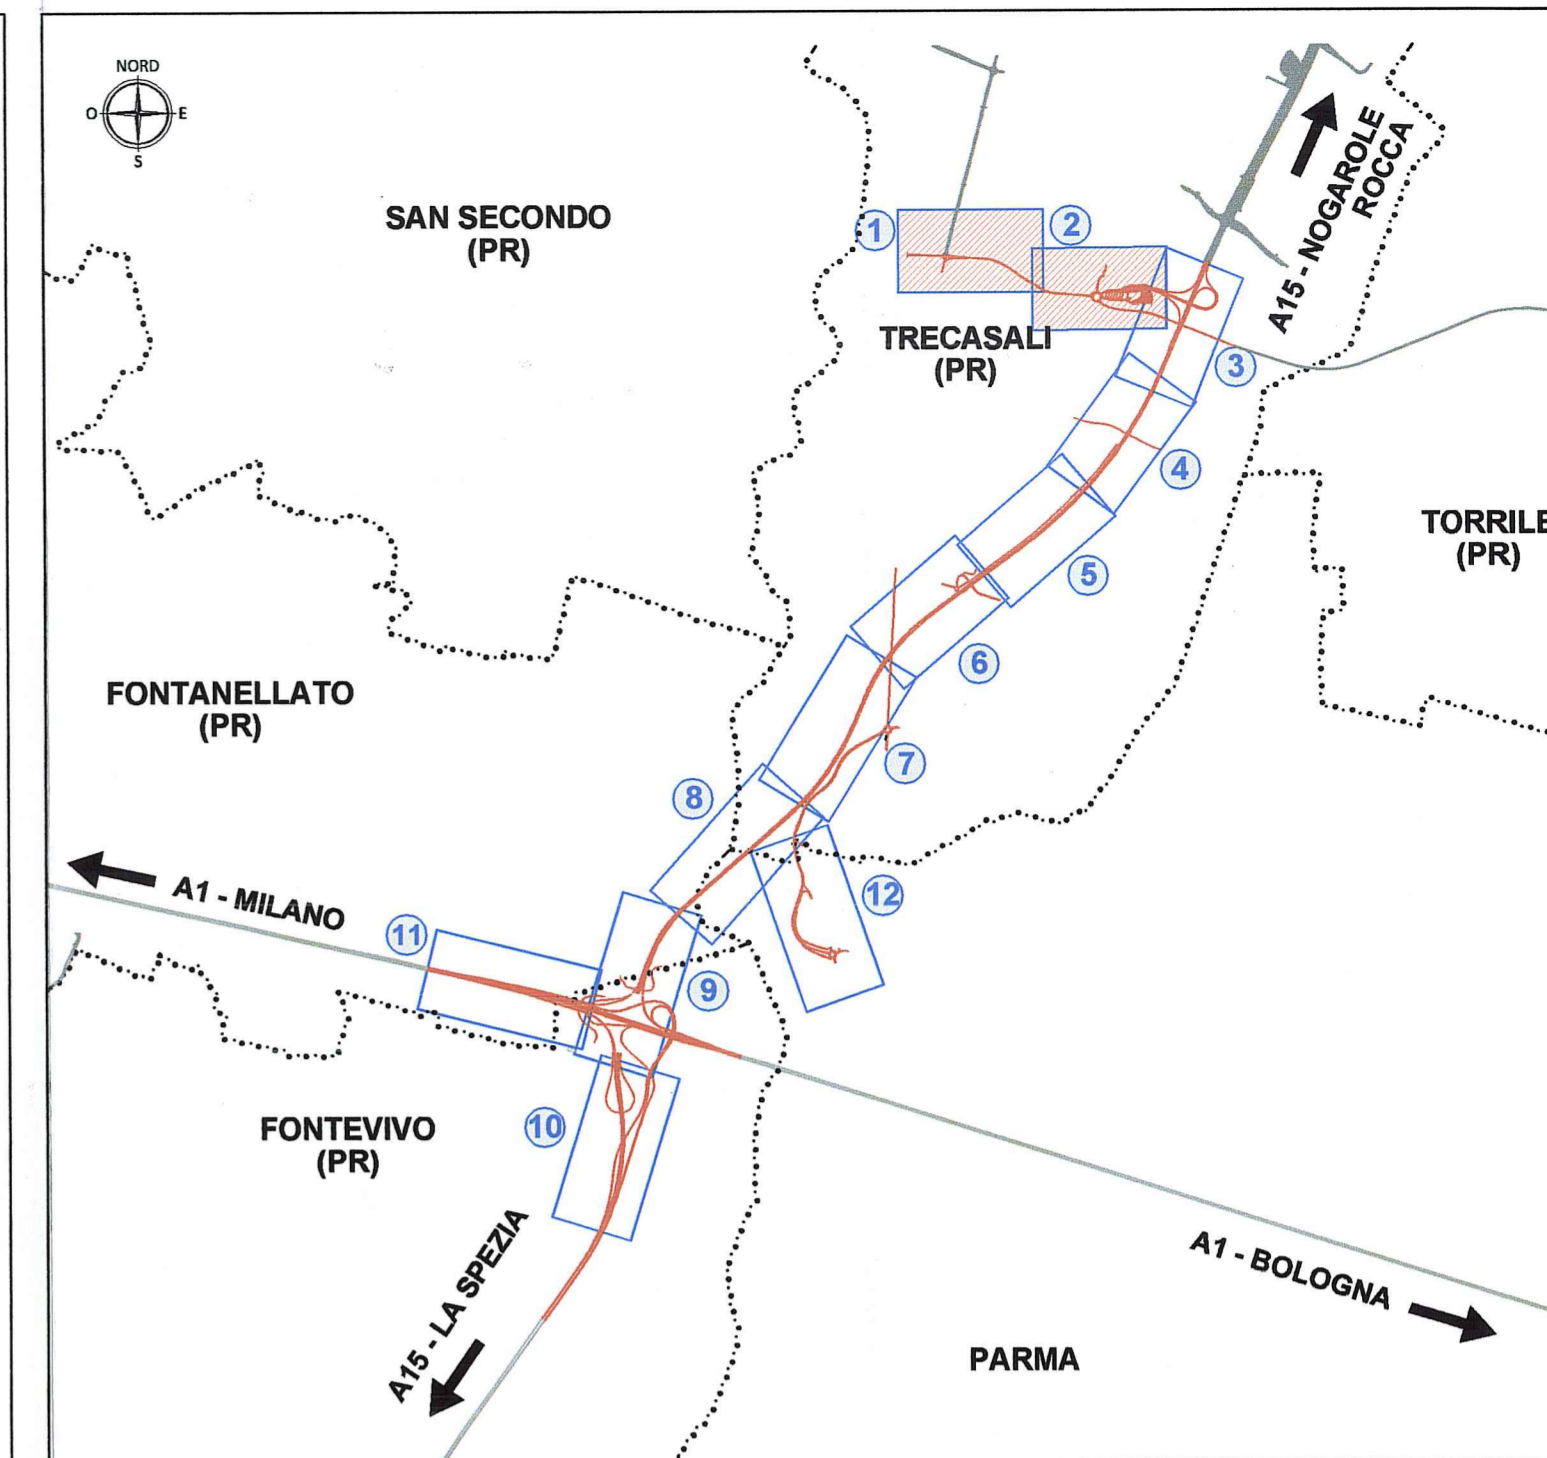 NORD
O
E
S
SAN SECONDO
(PR)
A15 - NOGAROLE
ROCCA
1
2
TRECASALI
(PR)
3
4
TORRILE
(PR)
5
6
FONTANELLATO
(PR)
7
8
A1 - MILANO
12
11
9
FONTEVIVO
(PR)
10
A15 - LA SPEZIA
A1 - BOLOGNA
PARMA